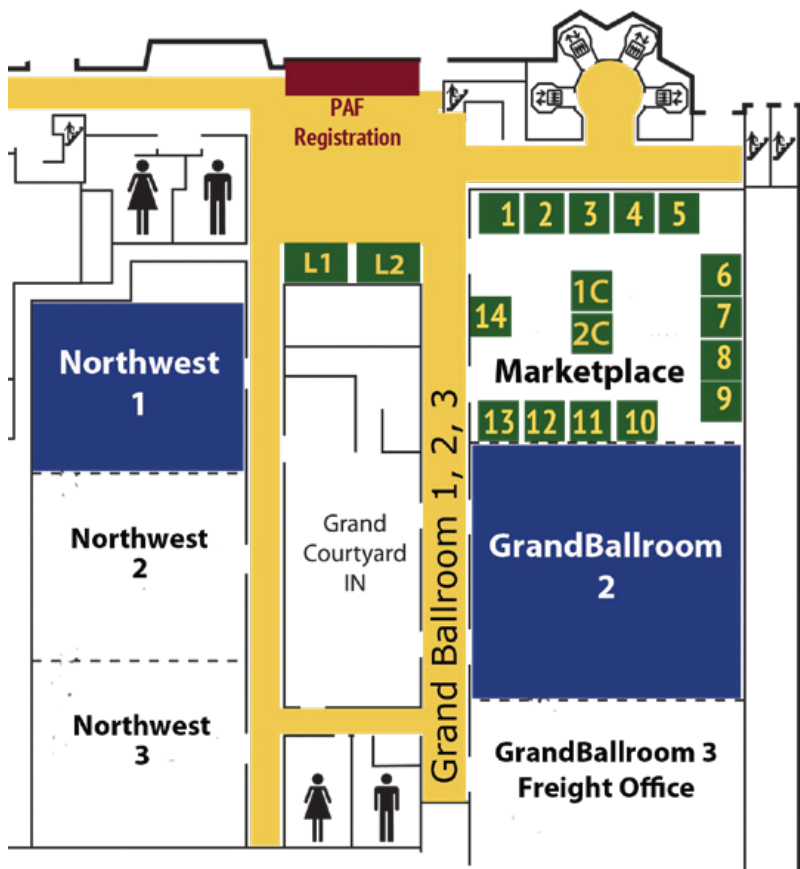 PAF
Registration
1 2 3 4 5
L1 L2
6
1C
14
7
2C
8
Marketplace
9
13 12 11 10
Northwest
1
Grand Ballroom 1, 2, 3
Northwest
2
Grand
Courtyard
IN
GrandBallroom
2
Northwest
3
GrandBallroom 3
Freight Office